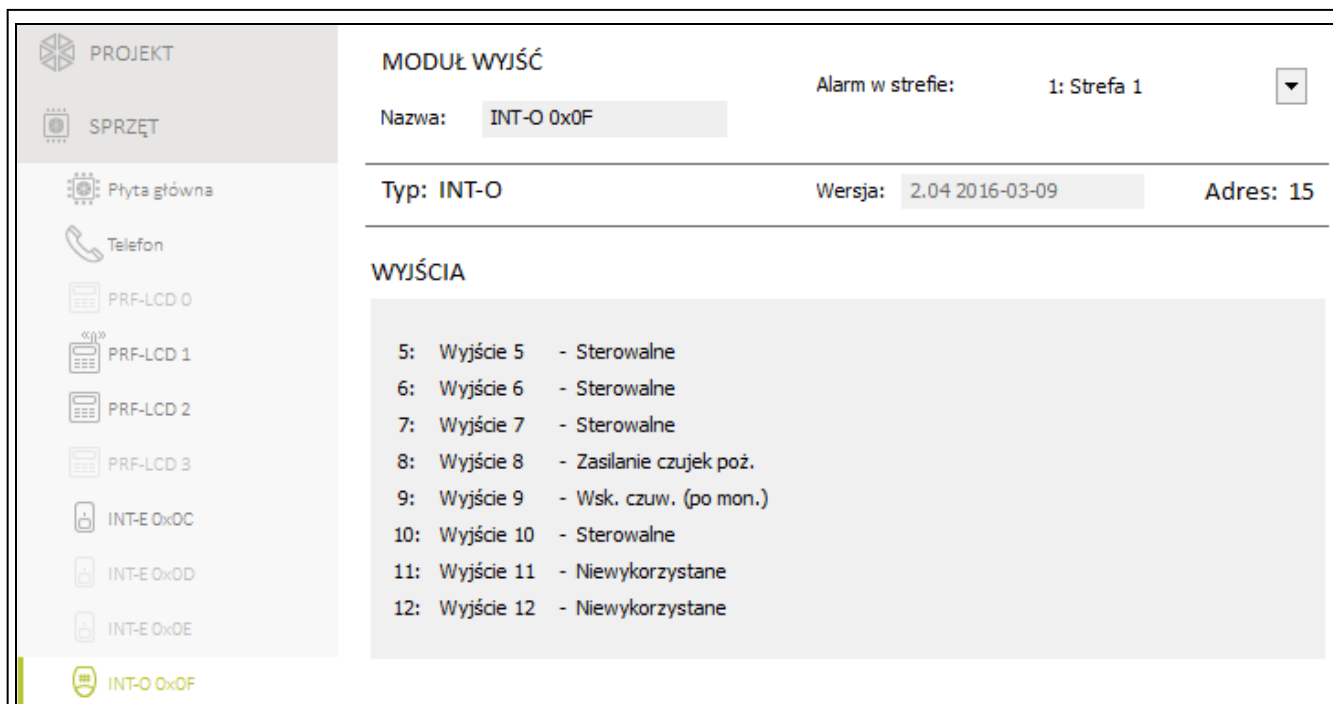 PROJEKT
SPRZĘT
Płyta główna
Telefon
PRF-LCD 0
PRF-LCD 1
PRF-LCD 2
PRF-LCD 3
INT-E 0x0C
INT-E 0x0D
INT-E 0x0E
INT-O 0x0F
MODUŁ WYJŚĆ
Alarm w strefie: 1: Strefa 1
Nazwa: INT-O 0x0F
Typ: INT-O Wersja: 2.04 2016-03-09 Adres: 15
WYJŚCIA
5: Wyjście 5 - Sterowalne
6: Wyjście 6 - Sterowalne
7: Wyjście 7 - Sterowalne
8: Wyjście 8 - Zasilanie czujek poż.
9: Wyjście 9 - Wsk. czuw. (po mon.)
10: Wyjście 10 - Sterowalne
11: Wyjście 11 - Niewykorzystane
12: Wyjście 12 - Niewykorzystane